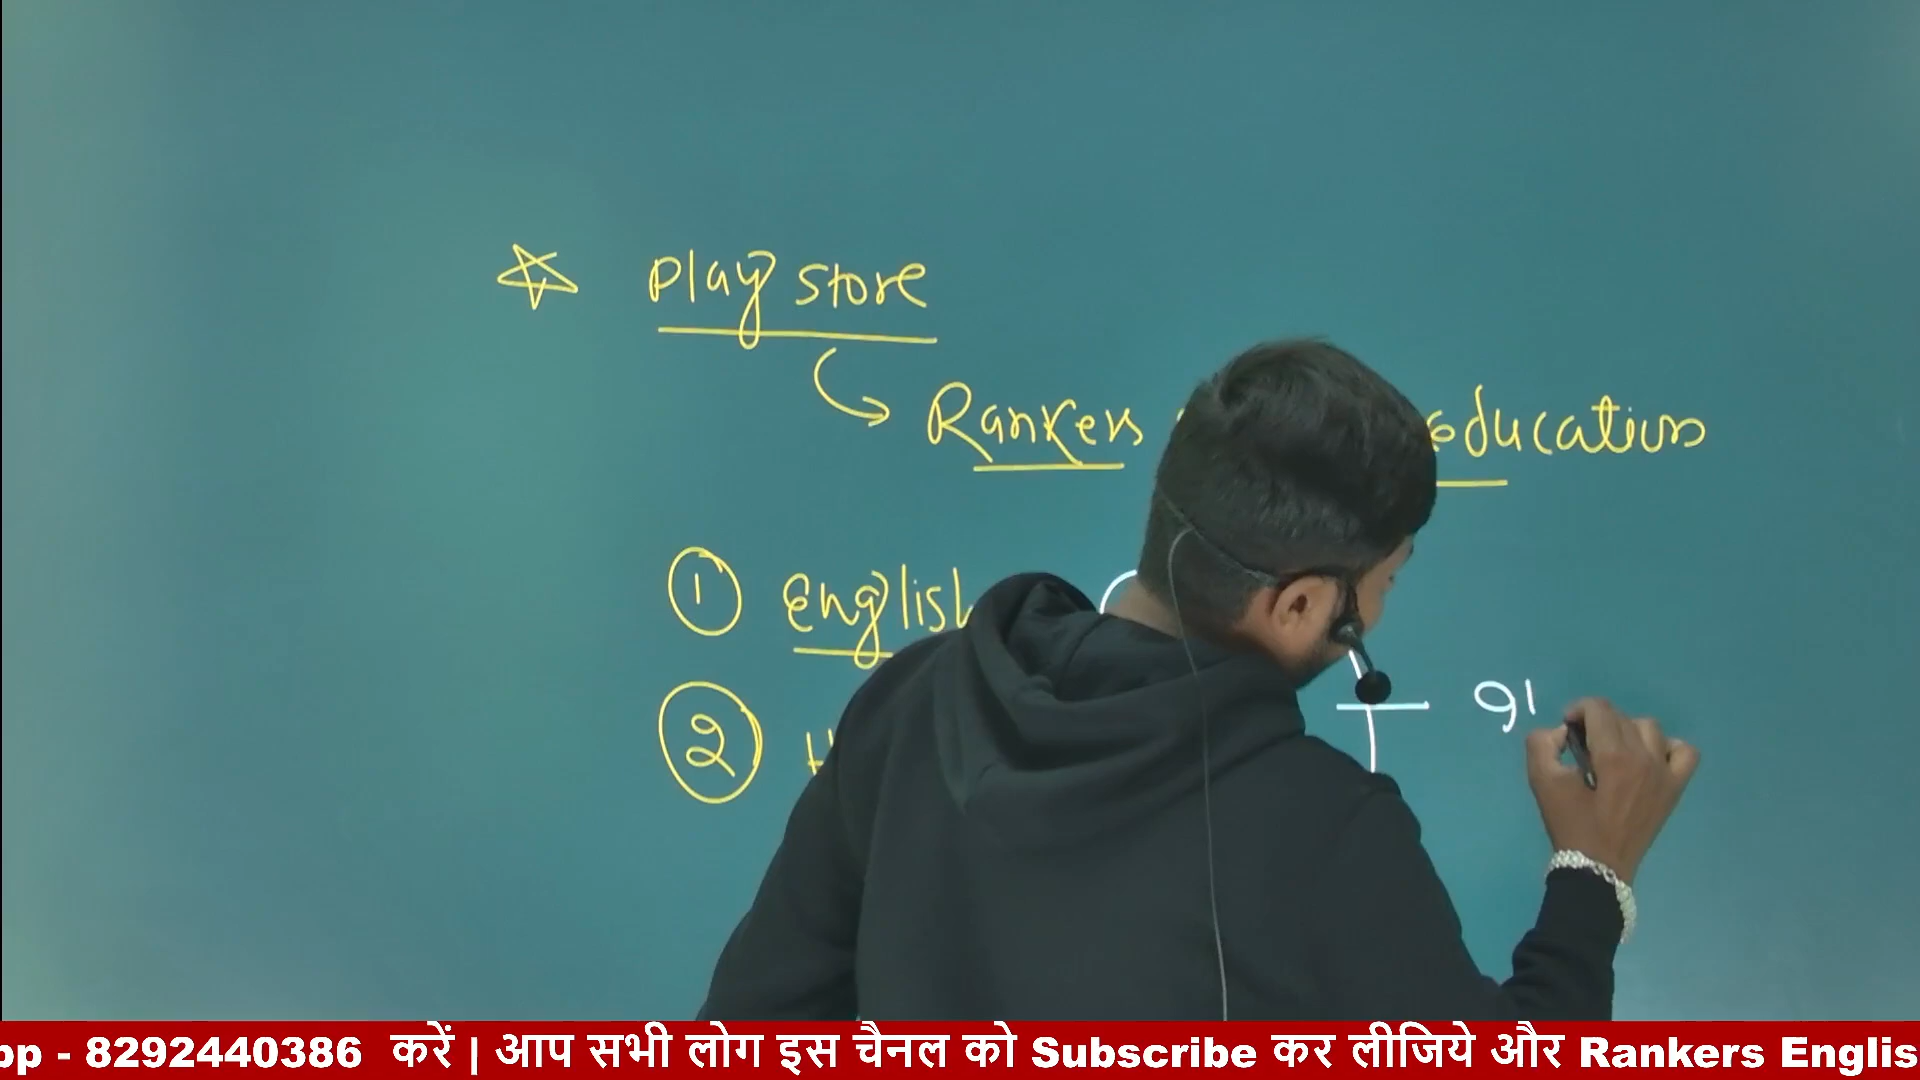 Play store
Rankers education
1 English
2 H
91
pp - 8292440386 करें | आप सभी लोग इस चैनल को Subscribe कर लीजिये और Rankers Englis